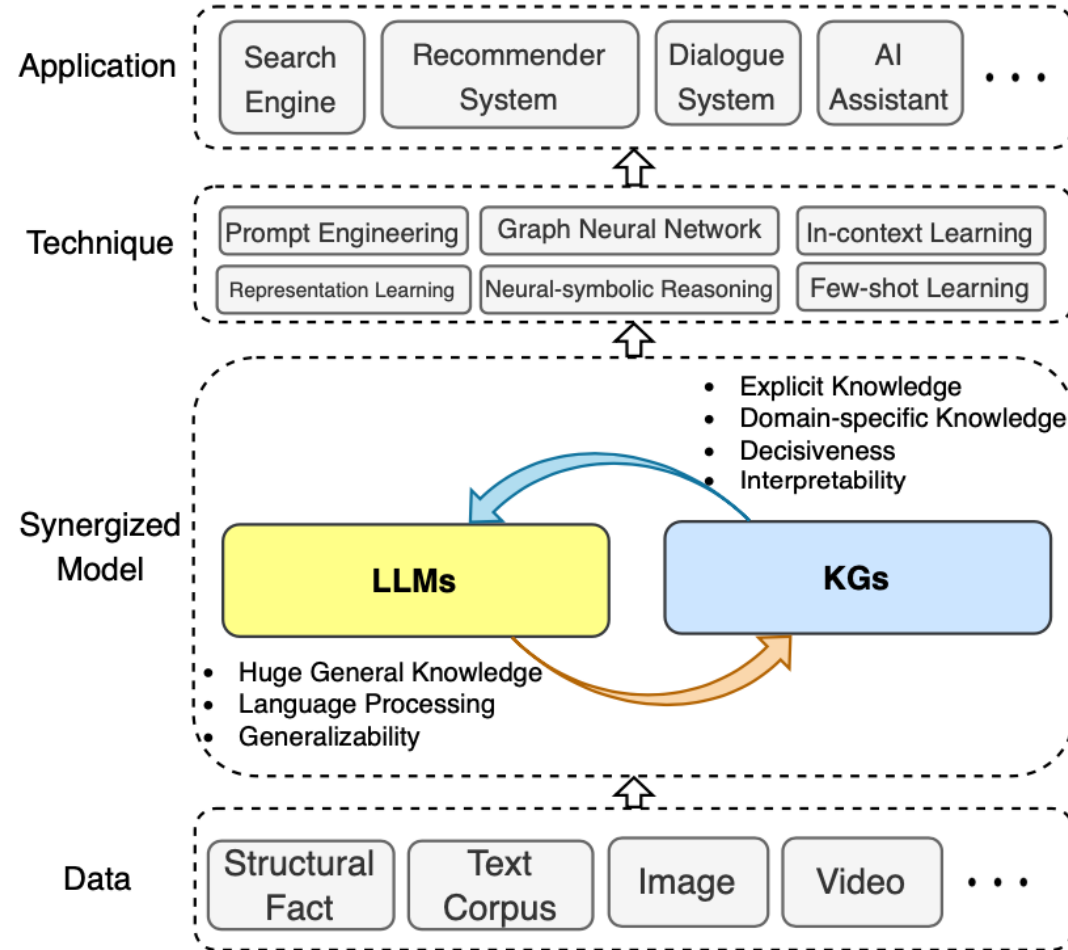 Application
Search
Engine
Recommender
System
Dialogue
System
AI
Assistant
• • •
Technique
Prompt Engineering
Graph Neural Network
In-context Learning
Representation Learning
Neural-symbolic Reasoning
Few-shot Learning
Synergized
Model
• Explicit Knowledge
• Domain-specific Knowledge
• Decisiveness
• Interpretability
LLMs
KGs
• Huge General Knowledge
• Language Processing
• Generalizability
Data
Structural
Fact
Text
Corpus
Image
Video
• • •